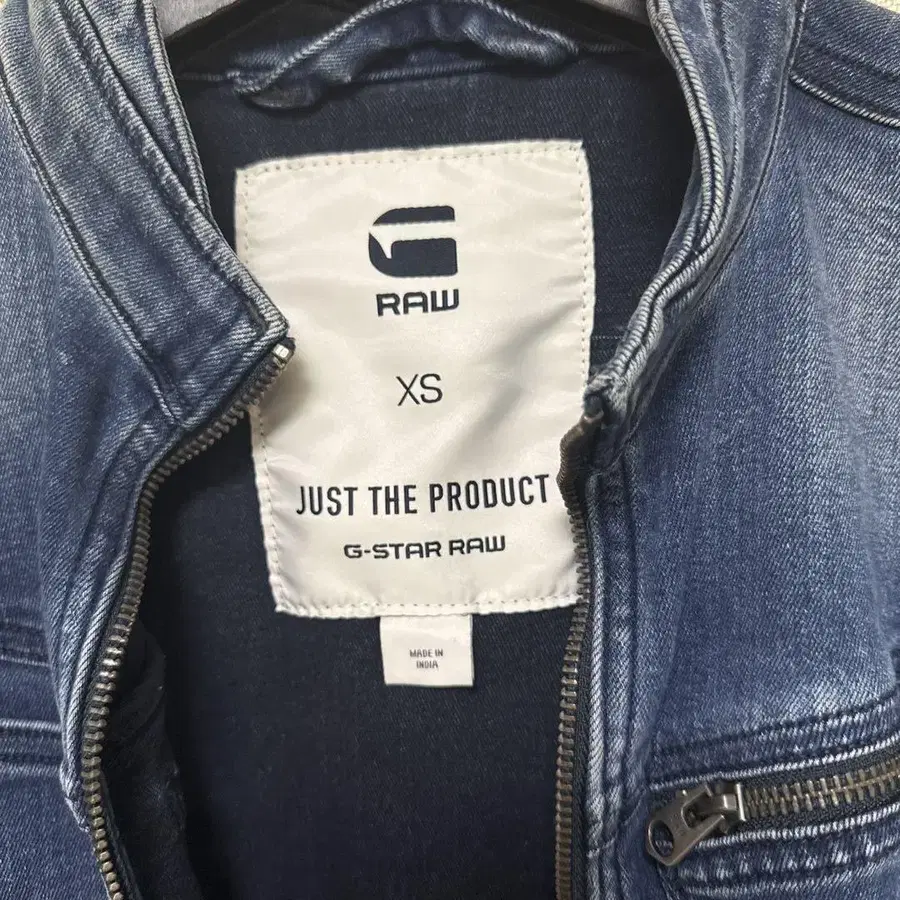 G
RAW
XS
JUST THE PRODUCT
G-STAR RAW
MADE IN
INDIA